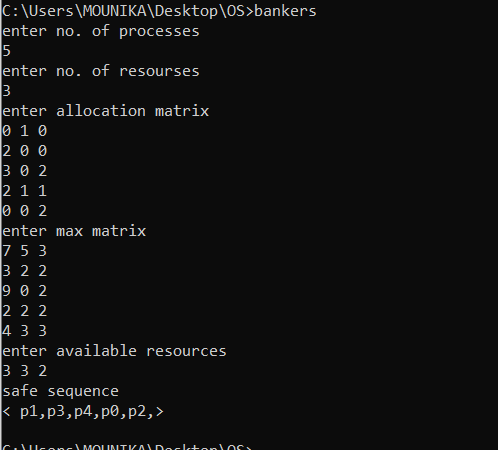 C:\Users\MOUNIKA\Desktop\OS>bankers
enter no. of processes
5
enter no. of resourses
3
enter allocation matrix
0 1 0
2 0 0
3 0 2
2 1 1
0 0 2
enter max matrix
7 5 3
3 2 2
9 0 2
2 2 2
4 3 3
enter available resources
3 3 2
safe sequence
< p1,p3,p4,p0,p2,>
C:\Users\MOUNIKA\Desktop\OS>